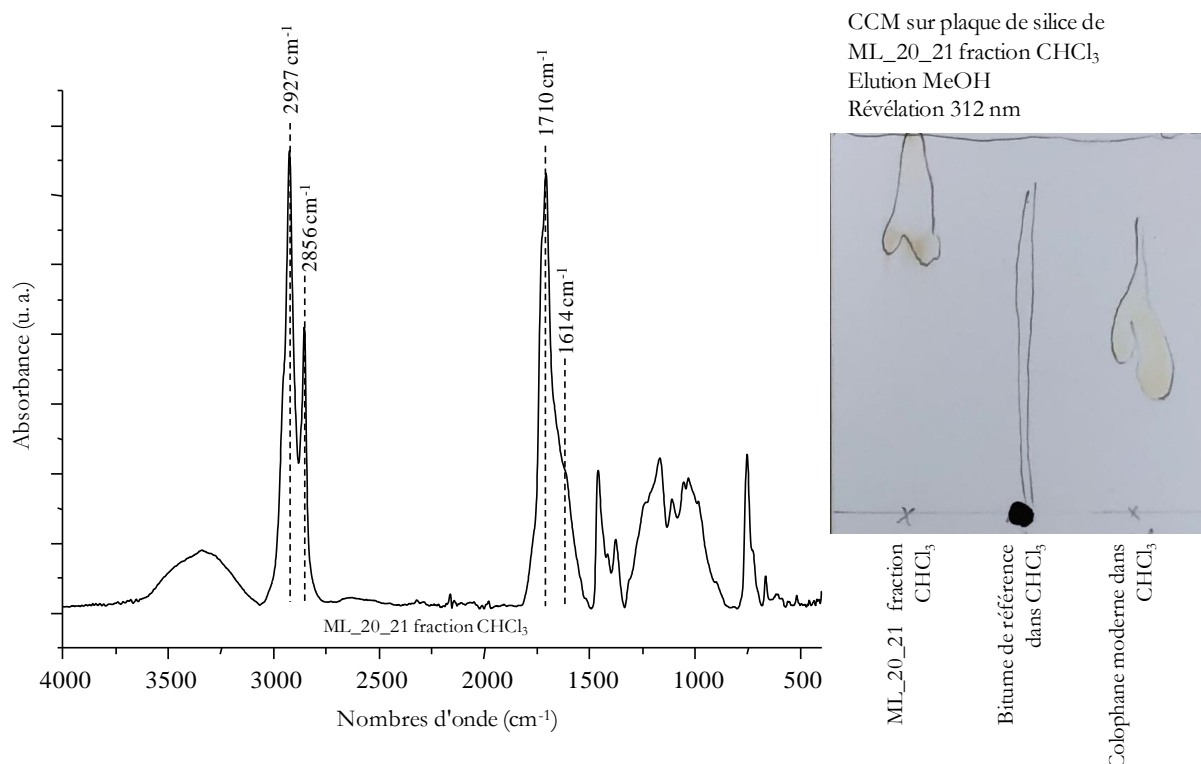 CCM sur plaque de silice de
ML_20_21 fraction CHCl₃
Elution MeOH
Révélation 312 nm
2927 cm⁻¹
2856 cm⁻¹
1710 cm⁻¹
1614 cm⁻¹
Absorbance (u. a.)
ML_20_21 fraction CHCl₃
4000 3500 3000 2500 2000 1500 1000 500
Nombres d'onde (cm⁻¹)
ML_20_21 fraction
CHCl₃
Bitume de référence
dans CHCl₃
Colophane moderne dans
CHCl₃